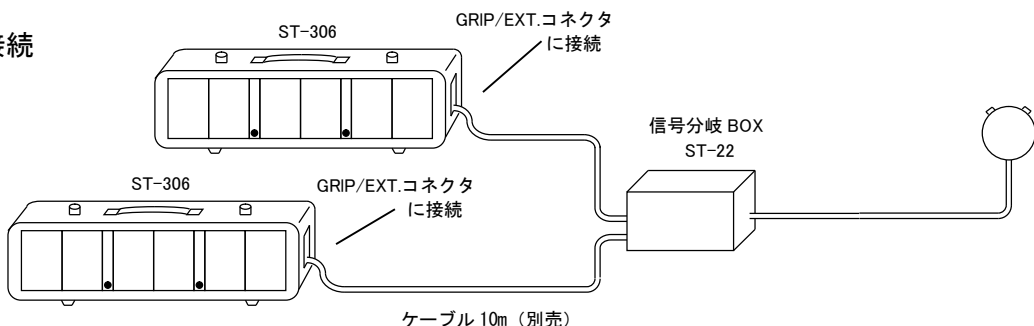 接続
ST-306
GRIP/EXT.コネクタ
に接続
信号分岐 BOX
ST-22
ST-306
GRIP/EXT.コネクタ
に接続
ケーブル 10m（別売）